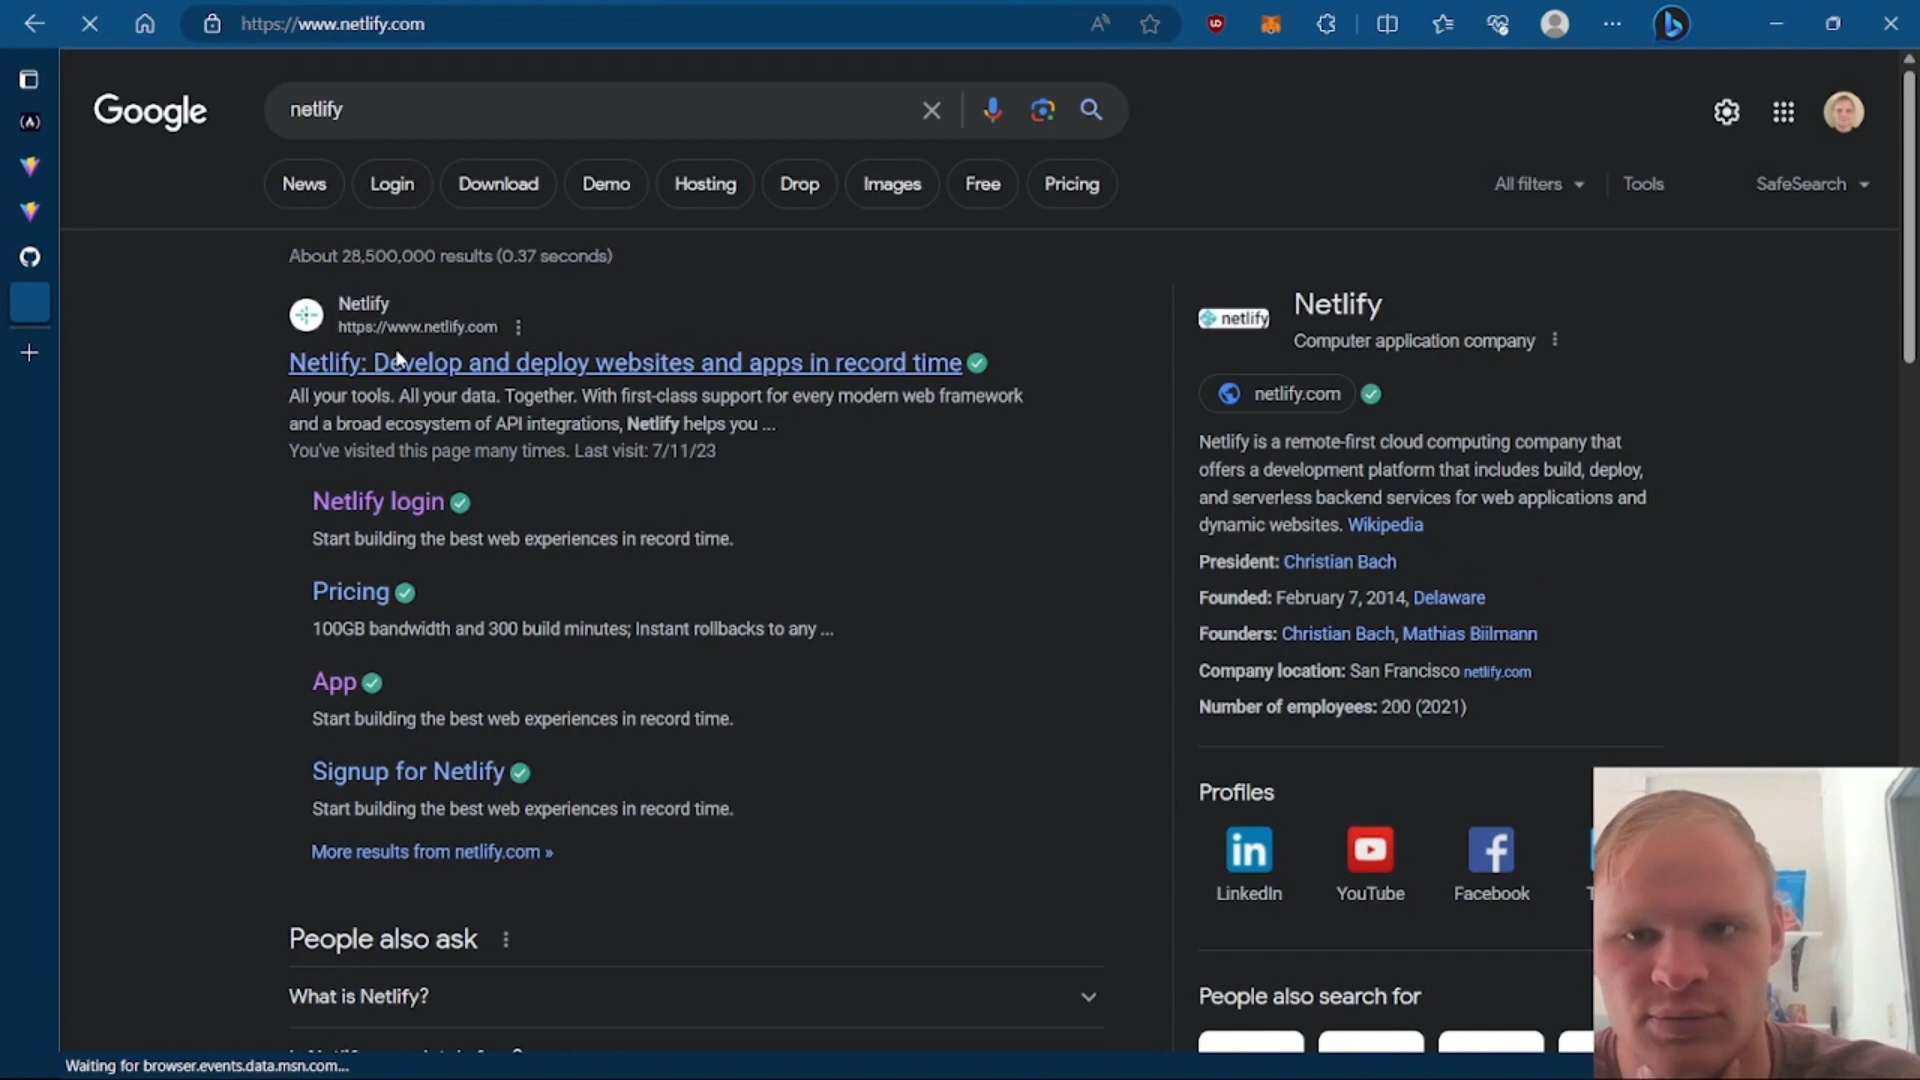 https://www.netlify.com
Google
netlify
News
Login
Download
Demo
Hosting
Drop
Images
Free
Pricing
All filters
Tools
SafeSearch
About 28,500,000 results (0.37 seconds)
Netlify
https://www.netlify.com
Netlify: Develop and deploy websites and apps in record time
All your tools. All your data. Together. With first-class support for every modern web framework
and a broad ecosystem of API integrations, Netlify helps you ...
You've visited this page many times. Last visit: 7/11/23
Netlify login
Start building the best web experiences in record time.
Pricing
100GB bandwidth and 300 build minutes; Instant rollbacks to any ...
App
Start building the best web experiences in record time.
Signup for Netlify
Start building the best web experiences in record time.
More results from netlify.com »
People also ask
What is Netlify?
netlify
Netlify
Computer application company
netlify.com
Netlify is a remote-first cloud computing company that
offers a development platform that includes build, deploy,
and serverless backend services for web applications and
dynamic websites. Wikipedia
President: Christian Bach
Founded: February 7, 2014, Delaware
Founders: Christian Bach, Mathias Biilmann
Company location: San Francisco netlify.com
Number of employees: 200 (2021)
Profiles
LinkedIn
YouTube
Facebook
People also search for
Waiting for browser.events.data.msn.com...